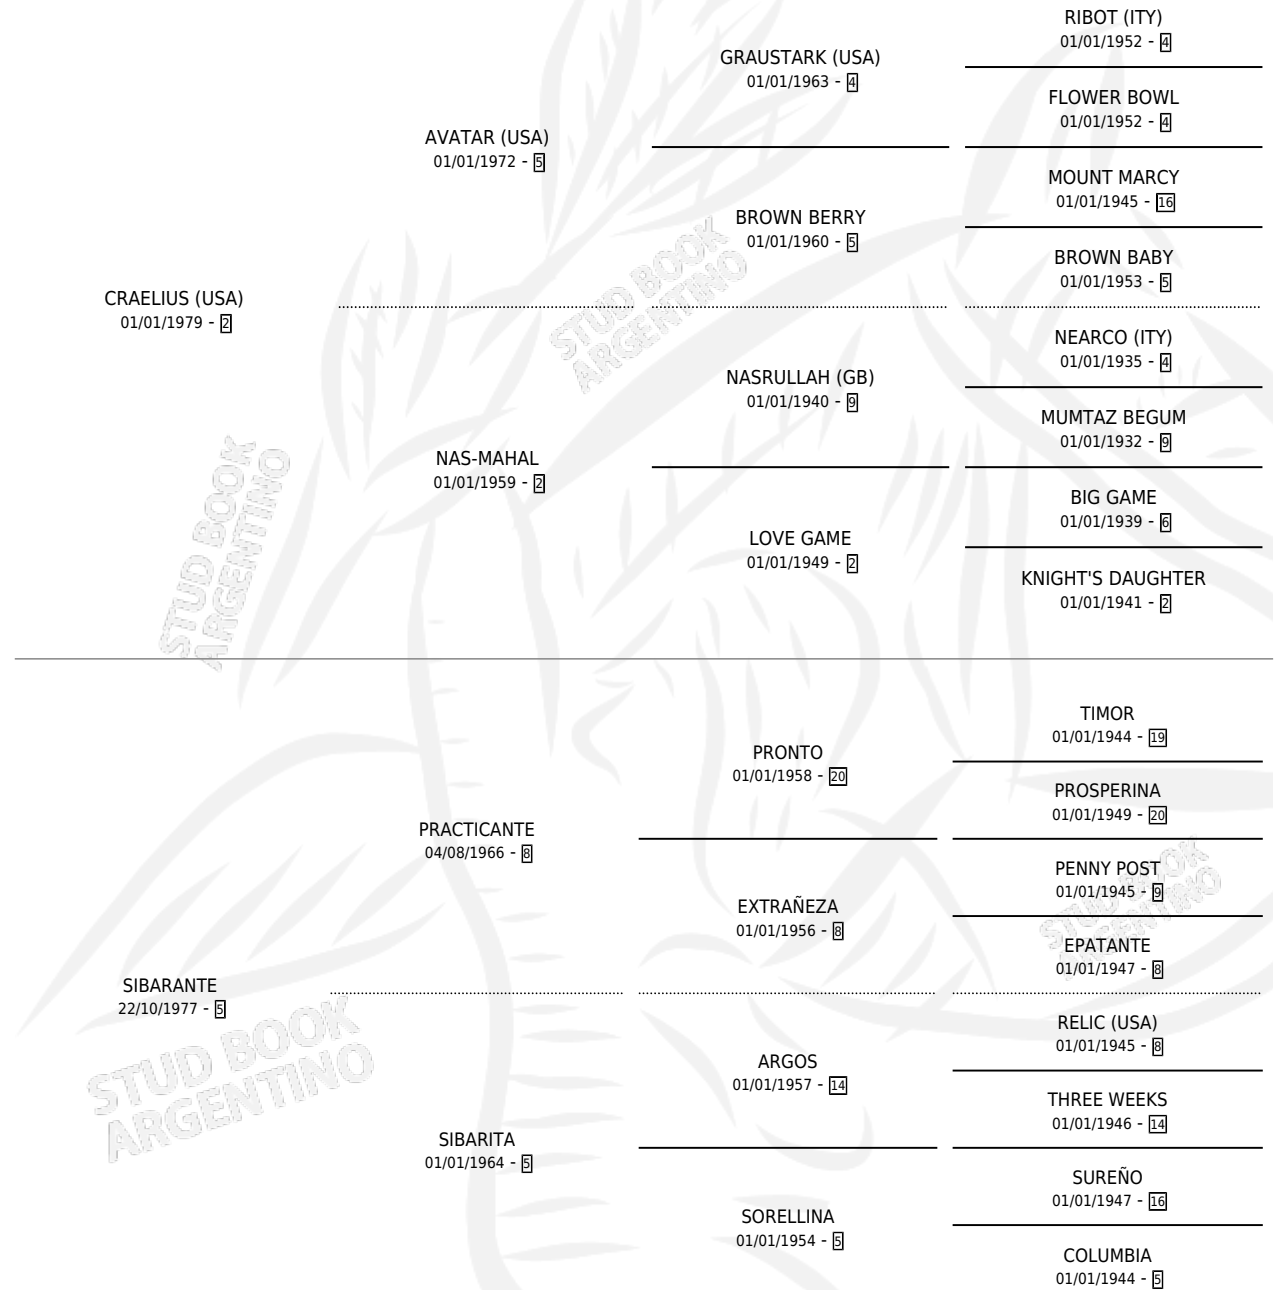 RIBOT (ITY)
01/01/1952 - 4
GRAUSTARK (USA)
01/01/1963 - 4
FLOWER BOWL
01/01/1952 - 4
AVATAR (USA)
01/01/1972 - 5
MOUNT MARCY
01/01/1945 - 16
BROWN BERRY
01/01/1960 - 5
BROWN BABY
01/01/1953 - 5
CRAELIUS (USA)
01/01/1979 - 2
NEARCO (ITY)
01/01/1935 - 4
NASRULLAH (GB)
01/01/1940 - 9
MUMTAZ BEGUM
01/01/1932 - 9
NAS-MAHAL
01/01/1959 - 2
BIG GAME
01/01/1939 - 6
LOVE GAME
01/01/1949 - 2
KNIGHT'S DAUGHTER
01/01/1941 - 2
TIMOR
01/01/1944 - 19
PRONTO
01/01/1958 - 20
PROSPERINA
01/01/1949 - 20
PRACTICANTE
04/08/1966 - 8
PENNY POST
01/01/1945 - 9
EXTRAÑEZA
01/01/1956 - 8
EPATANTE
01/01/1947 - 8
SIBARANTE
22/10/1977 - 5
RELIC (USA)
01/01/1945 - 8
ARGOS
01/01/1957 - 14
THREE WEEKS
01/01/1946 - 14
SIBARITA
01/01/1964 - 5
SUREÑO
01/01/1947 - 16
SORELLINA
01/01/1954 - 5
COLUMBIA
01/01/1944 - 5
STUD BOOK
ARGENTINO
STUD BOOK
ARGENTINO
STUD BOOK
ARGENTINO
STUD BOOK
ARGENTINO